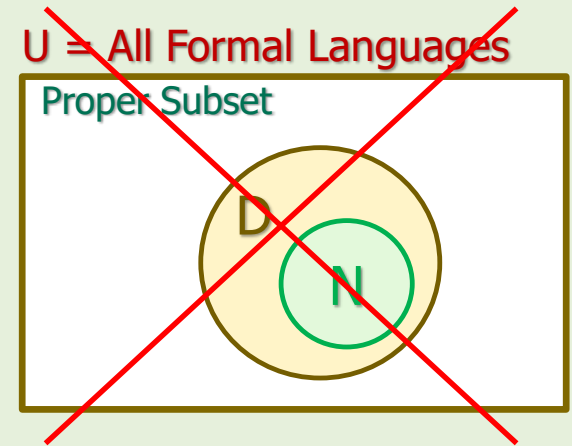 U = All Formal Languages
Proper Subset
D
N